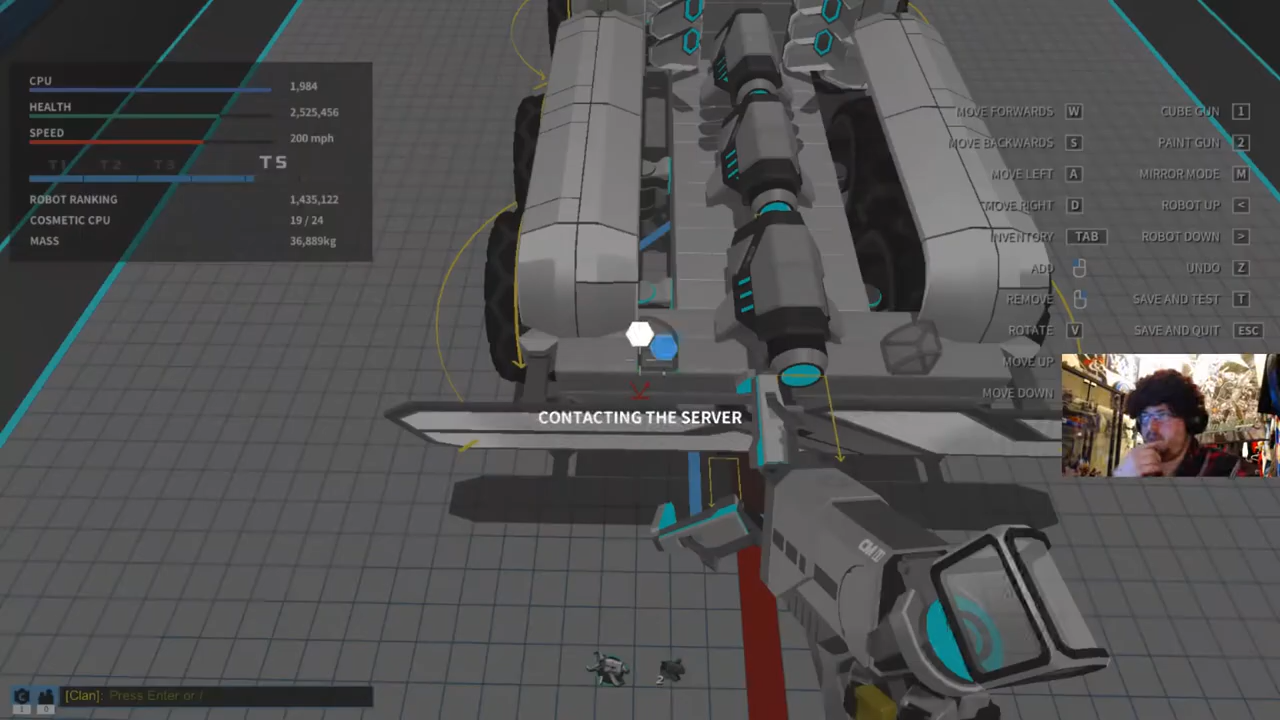 CPU 1,984
HEALTH 2,525,456
SPEED 200 mph
T1 T2 T3 T5
ROBOT RANKING 1,435,122
COSMETIC CPU 19 / 24
MASS 36,889kg
MOVE FORWARDS W CUBE GUN 1
MOVE BACKWARDS S PAINT GUN 2
MOVE LEFT A MIRROR MODE M
MOVE RIGHT D ROBOT UP <
INVENTORY TAB ROBOT DOWN >
ADD UNDO Z
REMOVE SAVE AND TEST T
ROTATE V SAVE AND QUIT ESC
MOVE UP
MOVE DOWN
CONTACTING THE SERVER
2
[Clan]: Press Enter or /
1 0